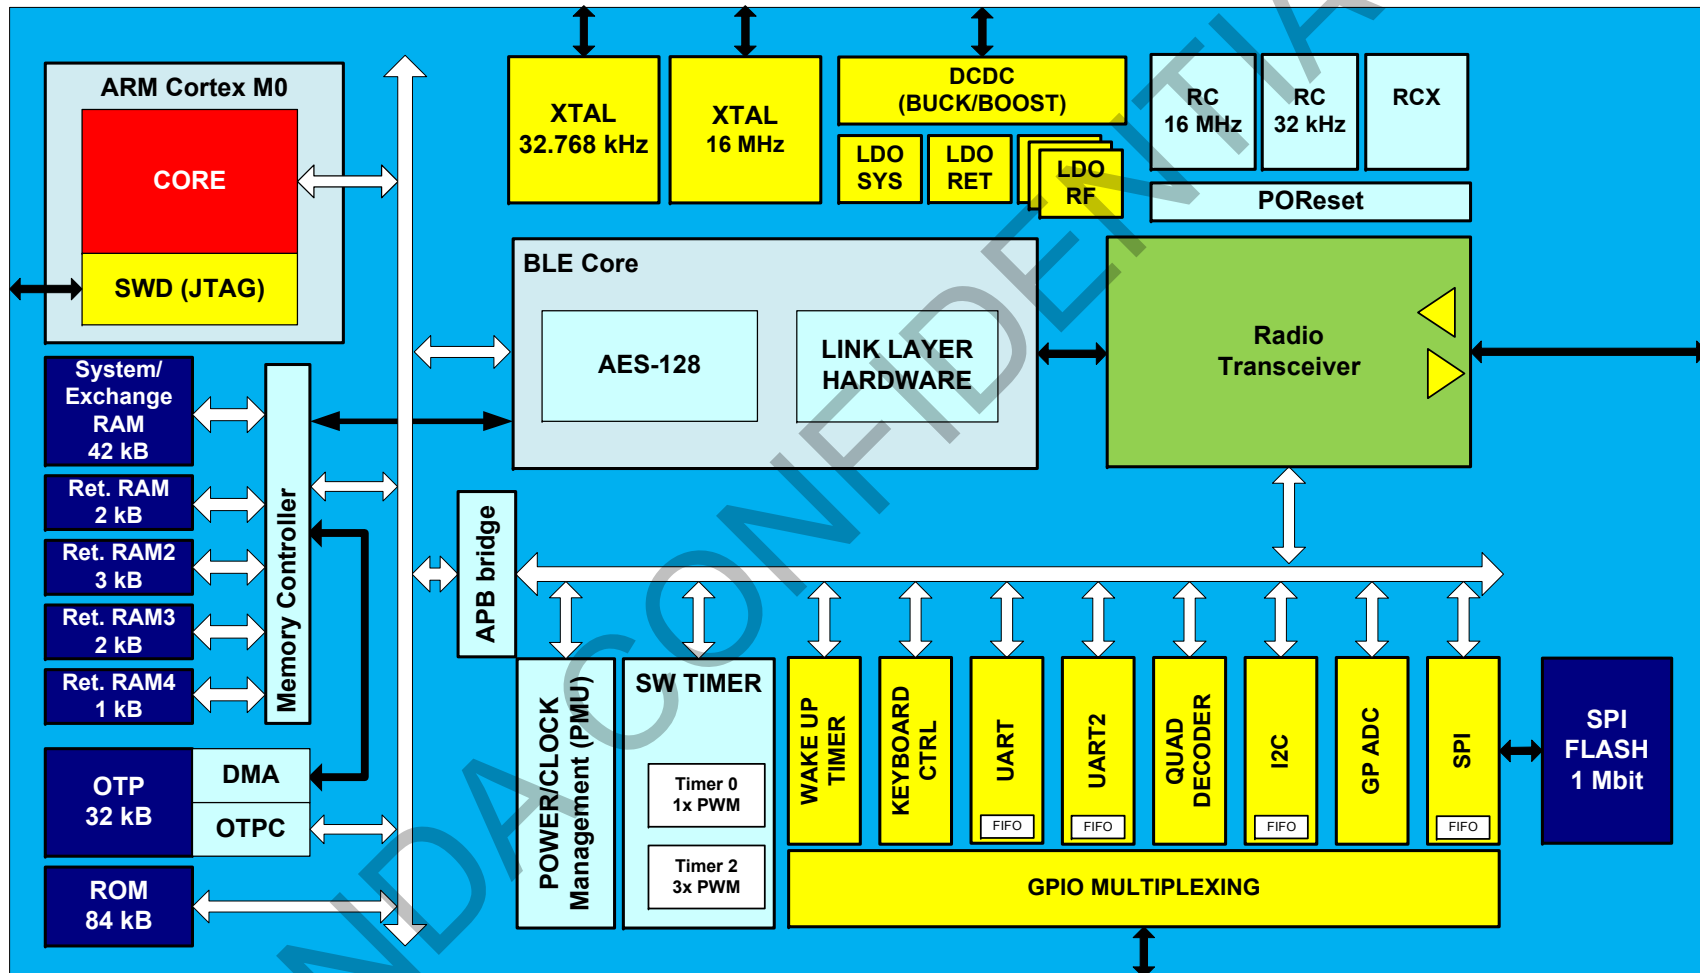 ARM Cortex M0
CORE
SWD (JTAG)
XTAL
32.768 kHz
XTAL
16 MHz
DCDC
(BUCK/BOOST)
LDO
SYS
LDO
RET
LDO
RF
RC
16 MHz
RC
32 kHz
RCX
POReset
BLE Core
AES-128
LINK LAYER
HARDWARE
Radio
Transceiver
System/
Exchange
RAM
42 kB
Ret. RAM
2 kB
Ret. RAM2
3 kB
Ret. RAM3
2 kB
Ret. RAM4
1 kB
Memory Controller
OTP
32 kB
DMA
OTPC
ROM
84 kB
APB bridge
POWER/CLOCK
Management (PMU)
SW TIMER
Timer 0
1x PWM
Timer 2
3x PWM
WAKE UP
TIMER
KEYBOARD
CTRL
UART
FIFO
UART2
FIFO
QUAD
DECODER
I2C
FIFO
GP ADC
SPI
FIFO
SPI
FLASH
1 Mbit
GPIO MULTIPLEXING
NDA CONFIDENTIA